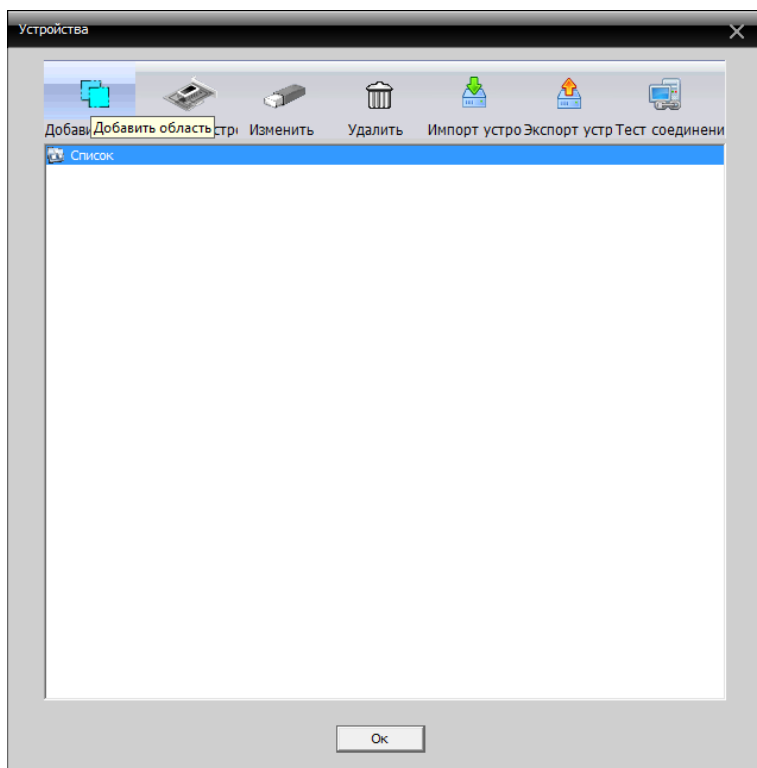 Устройства
Добави Добавить область стр Изменить Удалить Импорт устро Экспорт устр Тест соединени
Список
Ок